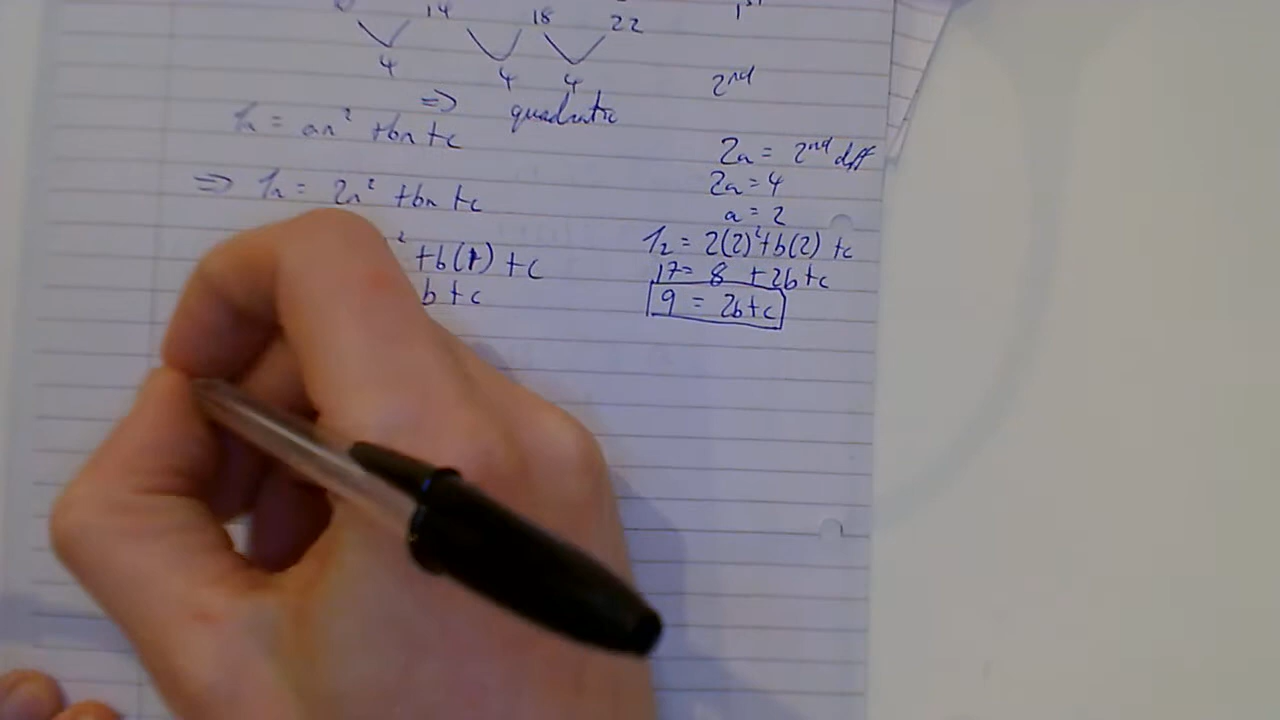 14 18 22 1st
4 4 4 2nd
⇒ quadratic
Tn = an² + bn + c
2a = 2nd diff
⇒ Tn = 2n² + bn + c
2a = 4
a = 2
² + b(1) + c
b + c
T2 = 2(2)² + b(2) + c
17 = 8 + 2b + c
9 = 2b + c